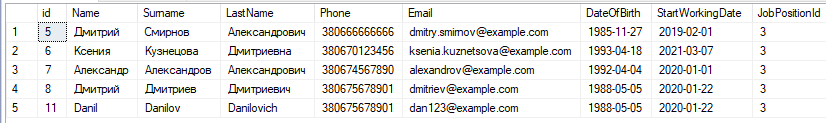 id Name Surname LastName Phone Email DateOfBirth StartWorkingDate JobPositionId
1 5 Дмитрий Смирнов Александрович 380666666666 dmitry.smirnov@example.com 1985-11-27 2019-02-01 3
2 6 Ксения Кузнецова Дмитриевна 380670123456 ksenia.kuznetsova@example.com 1993-04-18 2021-03-07 3
3 7 Александр Александров Александрович 380674567890 alexandrov@example.com 1992-04-04 2020-01-01 3
4 8 Дмитрий Дмитриев Дмитриевич 380675678901 dmitriev@example.com 1988-05-05 2020-01-22 3
5 11 Danil Danilov Danilovich 380675678901 dan123@example.com 1988-05-05 2020-01-22 3